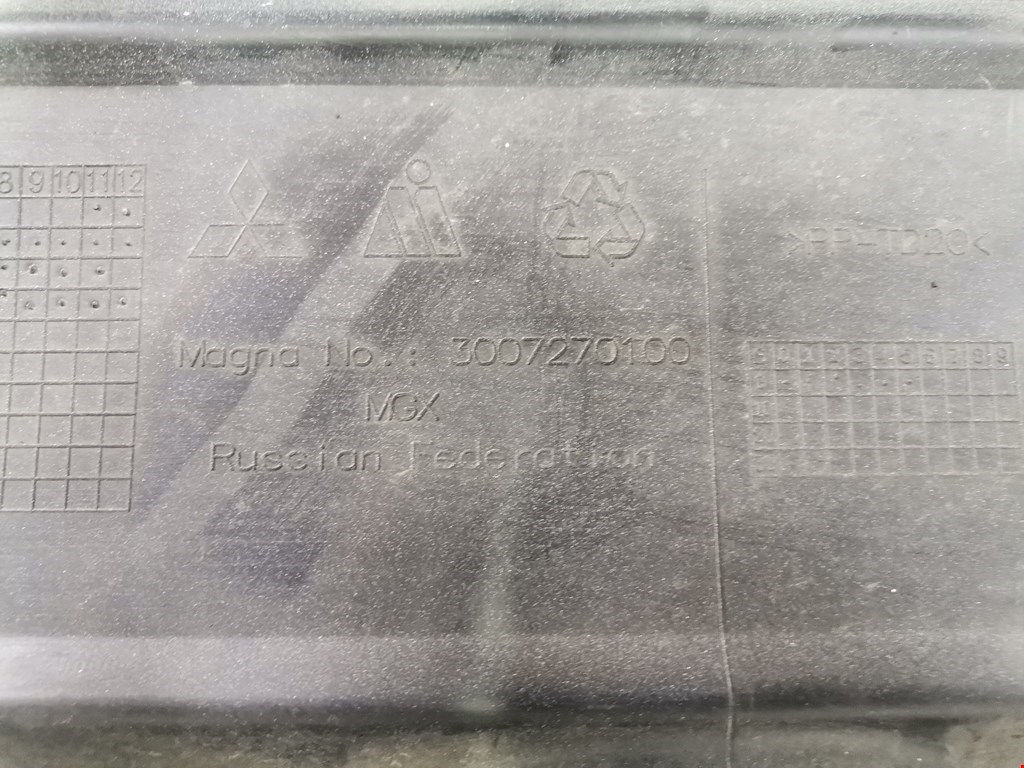 8 9 10 11 12
>PP-TD20<
Magna No.: 3007270100
MGX
Russian Federation